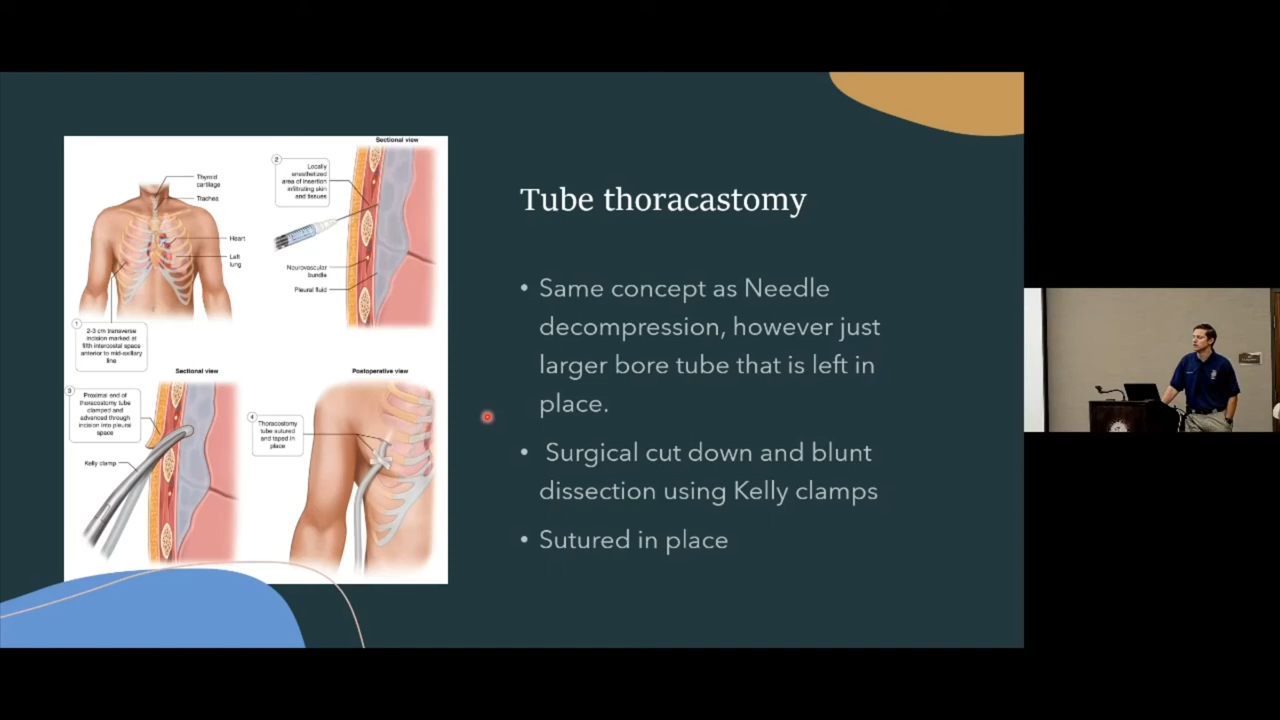 Sectional view
2
Locally
anesthetized
area of insertion
infiltrating skin
and tissues
Thyroid
cartilage
Trachea
Heart
Left
lung
Neurovascular
bundle
Pleural fluid
1
2-3 cm transverse
incision marked at
fifth intercostal space
anterior to mid-axillary
line
Sectional view
3
Proximal end of
thoracostomy tube
clamped and
advanced through
incision into pleural
space
Kelly clamp
Postoperative view
4
Thoracostomy
tube sutured
and taped in
place
Tube thoracastomy
• Same concept as Needle
decompression, however just
larger bore tube that is left in
place.
• Surgical cut down and blunt
dissection using Kelly clamps
• Sutured in place